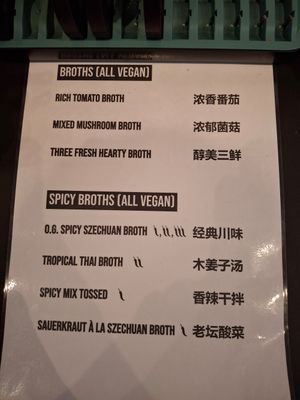 BROTHS (ALL VEGAN)
RICH TOMATO BROTH 浓香番茄
MIXED MUSHROOM BROTH 浓郁菌菇
THREE FRESH HEARTY BROTH 醇美三鲜
SPICY BROTHS (ALL VEGAN)
O.G. SPICY SZECHUAN BROTH , , 经典川味
TROPICAL THAI BROTH 木姜子汤
SPICY MIX TOSSED 香辣干拌
SAUERKRAUT À LA SZECHUAN BROTH 老坛酸菜